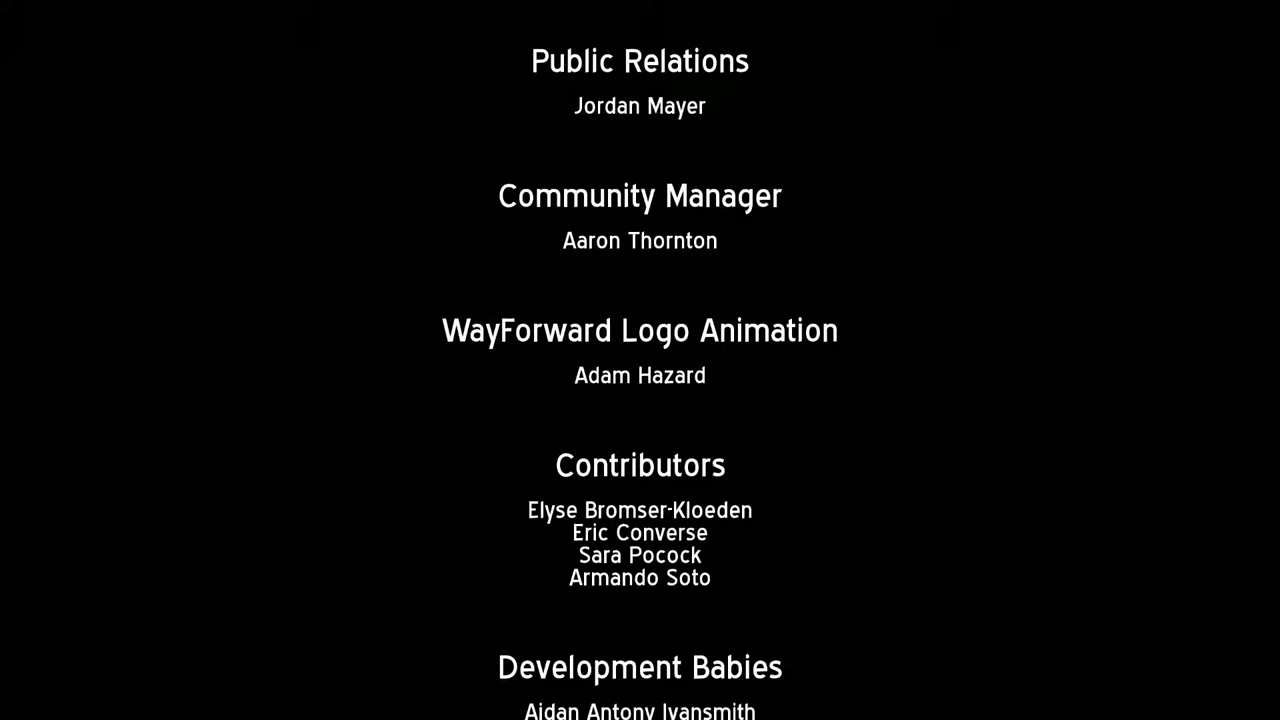 Public Relations
Jordan Mayer
Community Manager
Aaron Thornton
WayForward Logo Animation
Adam Hazard
Contributors
Elyse Bromser-Kloeden
Eric Converse
Sara Pocock
Armando Soto
Development Babies
Aidan Antony Ivansmith